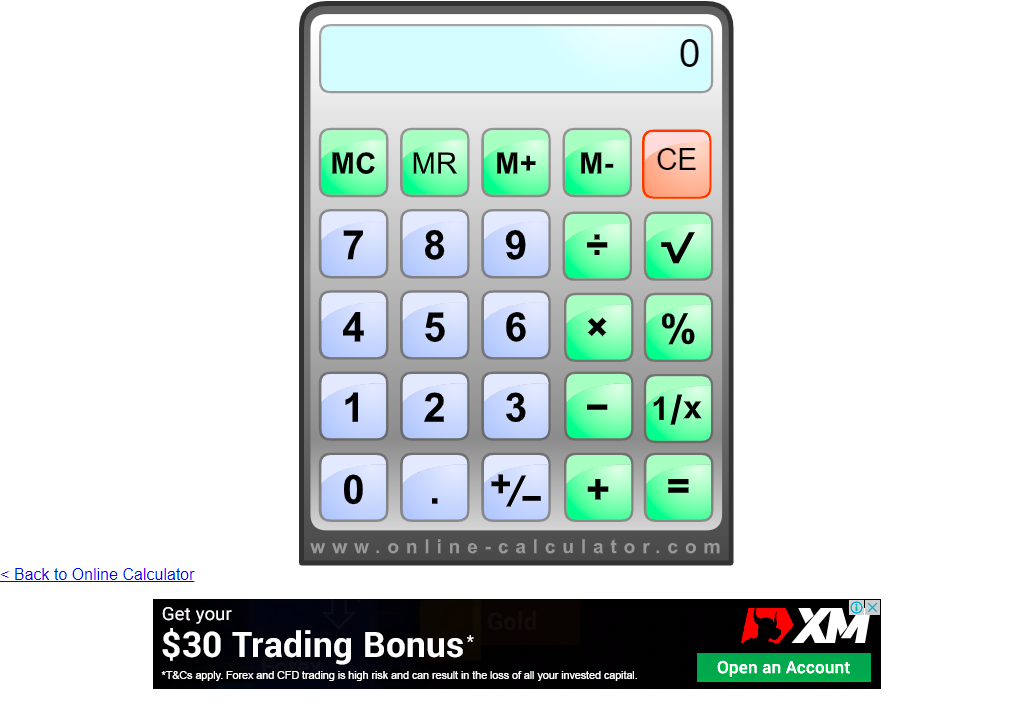 0
MC MR M+ M- CE
7 8 9 ÷ √
4 5 6 × %
1 2 3 − 1/x
0 . +/− + =
www.online-calculator.com
< Back to Online Calculator
Get your
$30 Trading Bonus*
*T&Cs apply. Forex and CFD trading is high risk and can result in the loss of all your invested capital.
Gold
XM
Open an Account